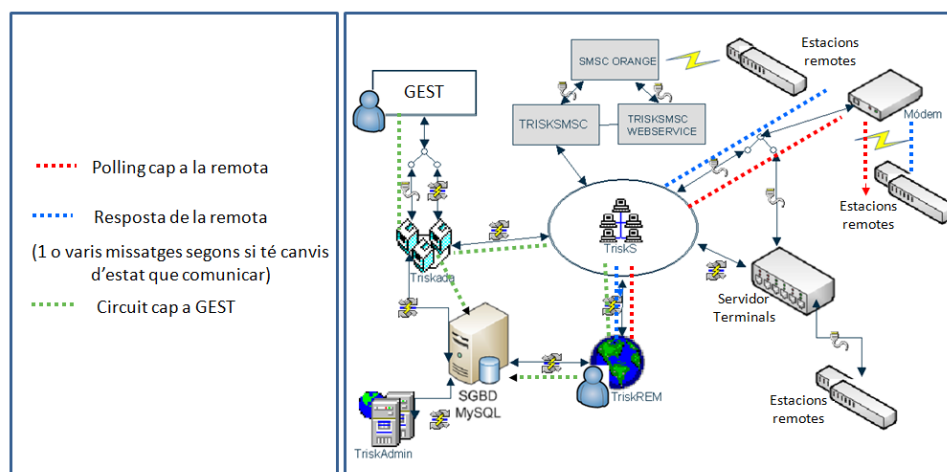 Polling cap a la remota
Resposta de la remota
(1 o varis missatges segons si té canvis
d'estat que comunicar)
Circuit cap a GEST
GEST
SMSC ORANGE
Estacions
remotes
TRISKSMSC
TRISKSMSC
WEBSERVICE
Módem
Estacions
remotes
TriskS
Triskada
Servidor
Terminals
SGBD
MySQL
TriskREM
TriskAdmin
Estacions
remotes